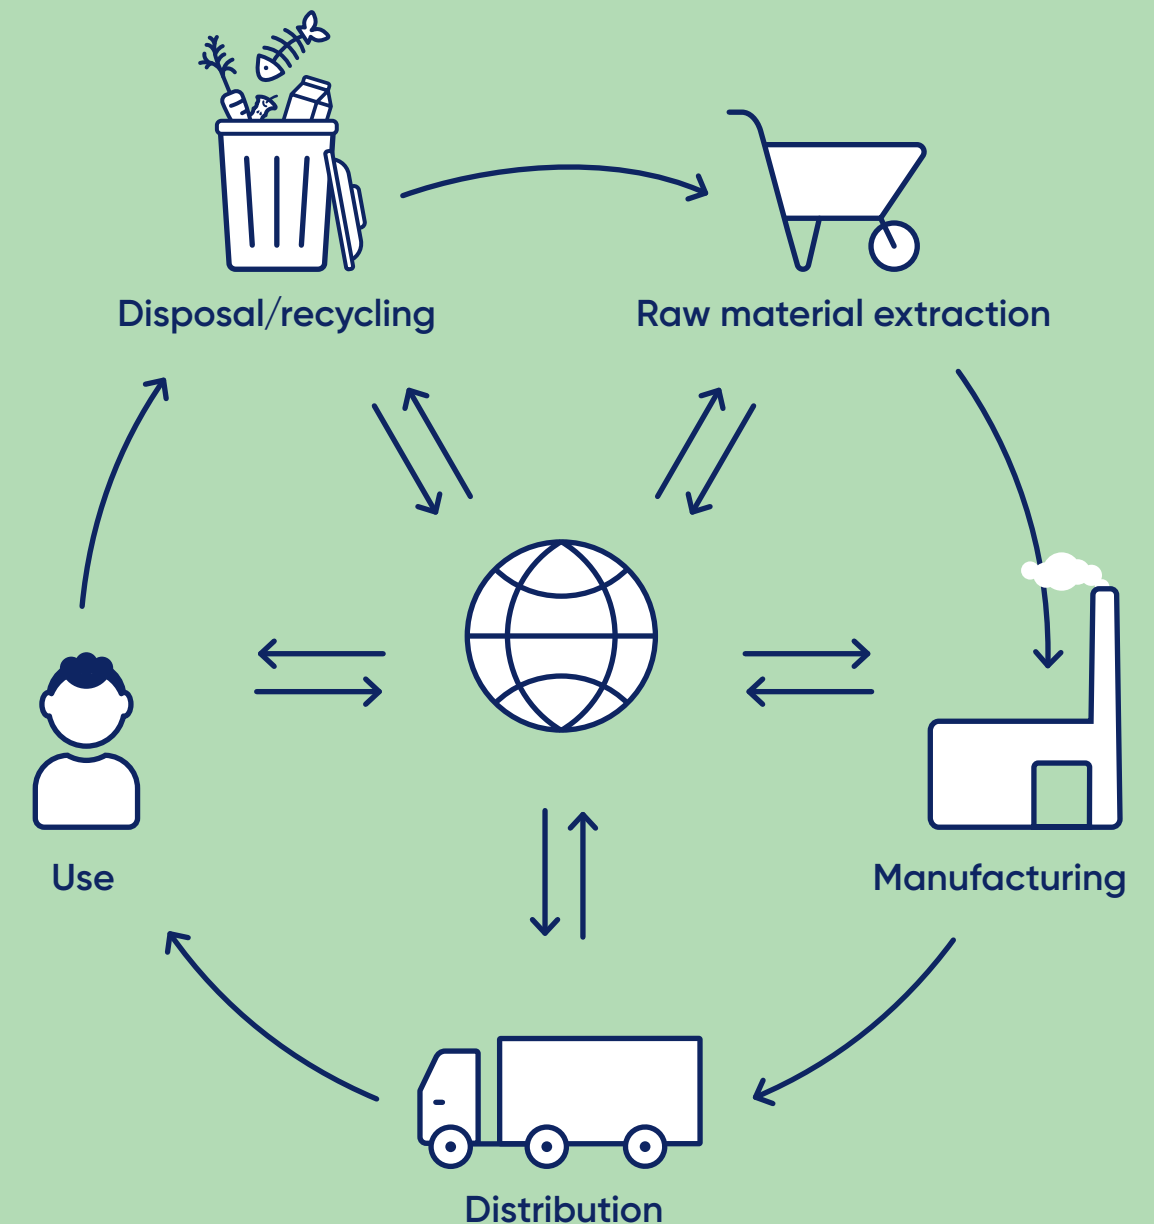 Disposal/recycling
Raw material extraction
Use
Manufacturing
Distribution